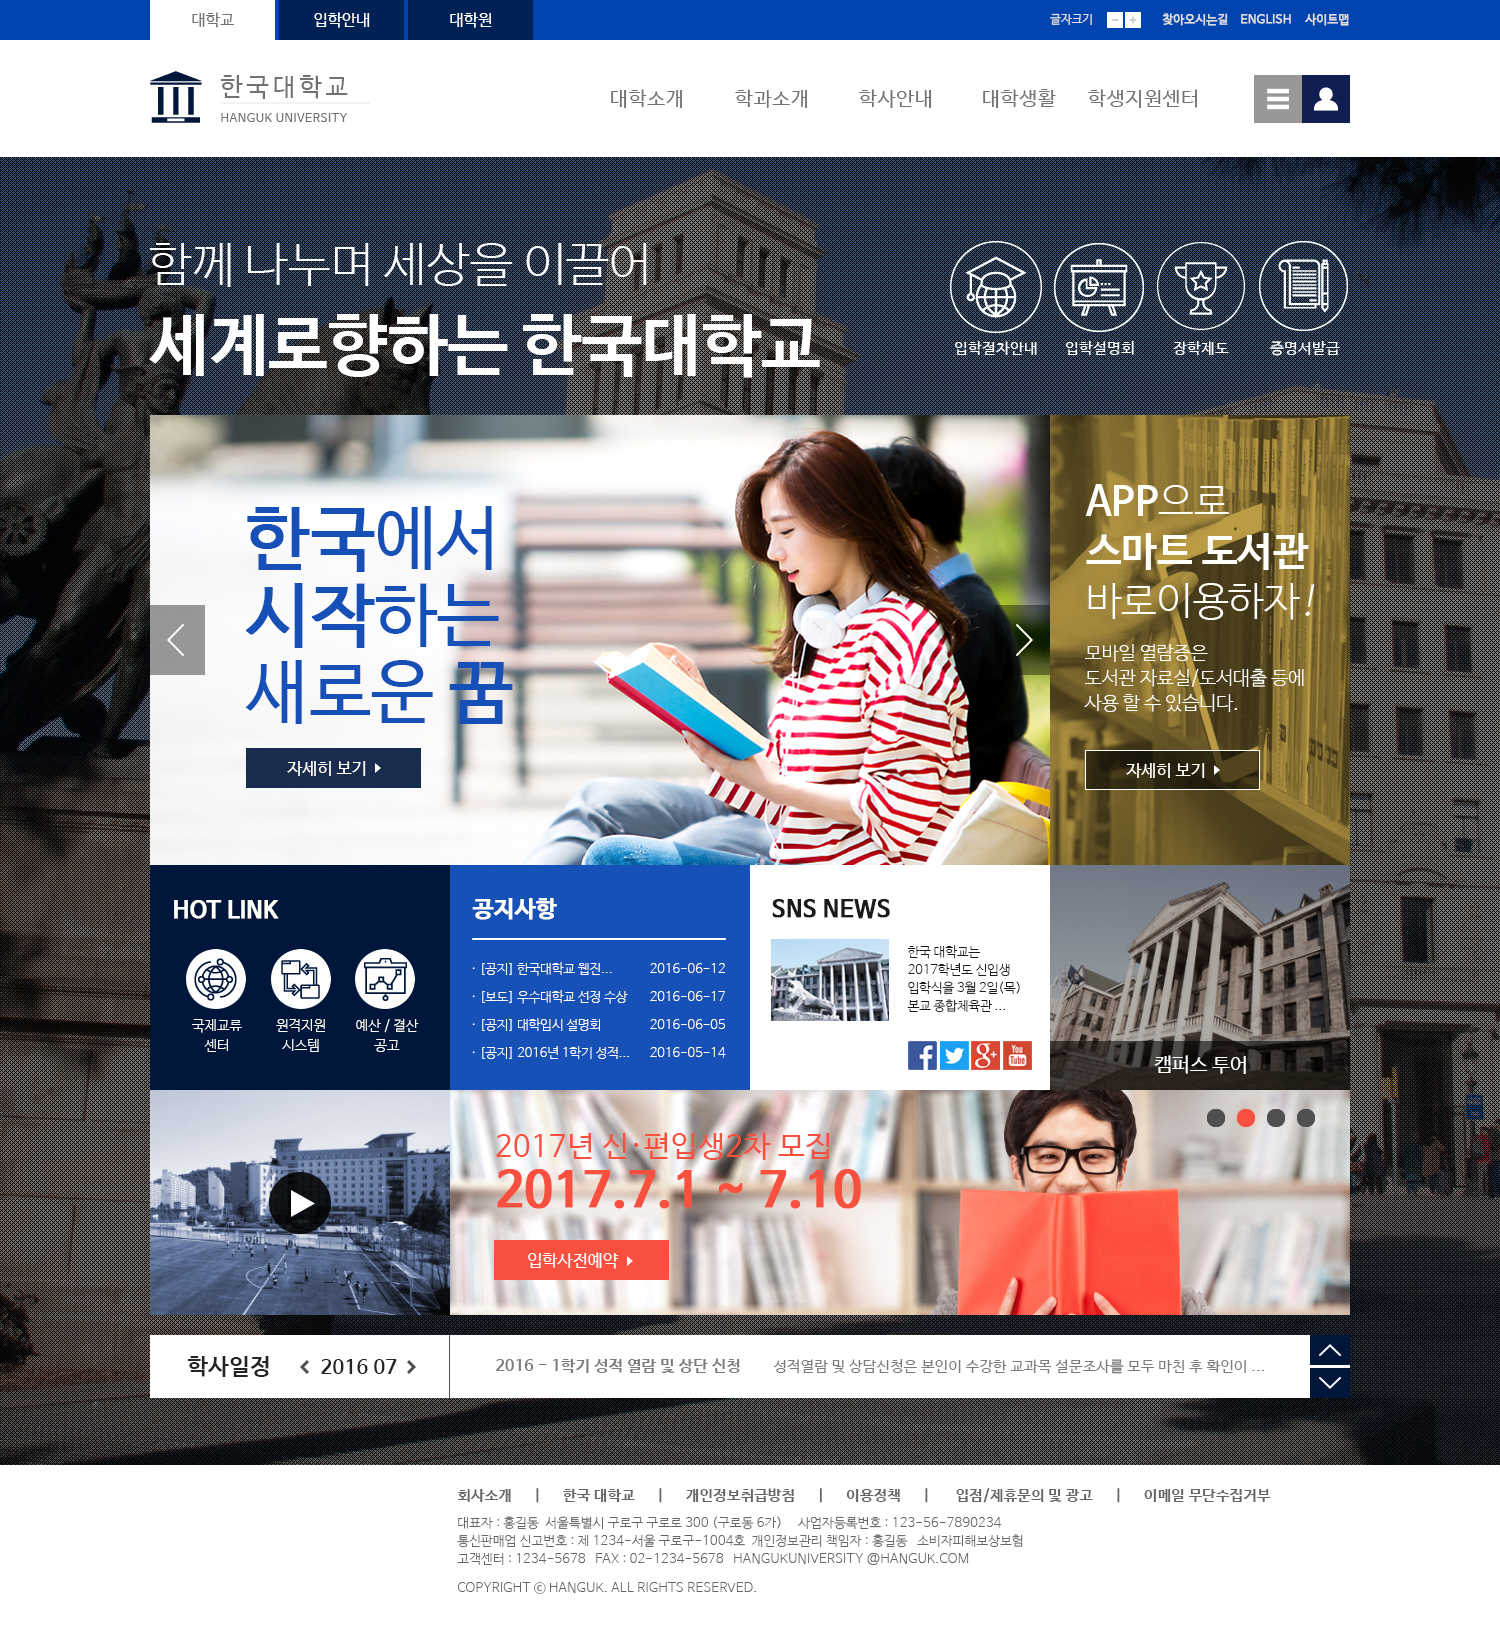 대학교 입학안내 대학원 글자크기 찾아오시는길 ENGLISH 사이트맵
한국대학교
HANGUK UNIVERSITY
대학소개 학과소개 학사안내 대학생활 학생지원센터
함께 나누며 세상을 이끌어
세계로향하는 한국대학교
입학절차안내 입학설명회 장학제도 증명서발급
한국에서
시작하는
새로운 꿈
자세히 보기
APP으로
스마트 도서관
바로이용하자!
모바일 열람증은
도서관 자료실/도서대출 등에
사용 할 수 있습니다.
자세히 보기
HOT LINK
국제교류
센터
원격지원
시스템
예산 / 결산
공고
공지사항
· [공지] 한국대학교 웹진... 2016-06-12
· [보도] 우수대학교 선정 수상 2016-06-17
· [공지] 대학입시 설명회 2016-06-05
· [공지] 2016년 1학기 성적... 2016-05-14
SNS NEWS
한국 대학교는
2017학년도 신입생
입학식을 3월 2일(목)
본교 종합체육관 ...
You Tube
캠퍼스 투어
2017년 신·편입생2차 모집
2017.7.1 ~ 7.10
입학사전예약
학사일정 2016 07
2016 - 1학기 성적 열람 및 상단 신청 성적열람 및 상담신청은 본인이 수강한 교과목 설문조사를 모두 마친 후 확인이 ...
회사소개 | 한국 대학교 | 개인정보취급방침 | 이용정책 | 입점/제휴문의 및 광고 | 이메일 무단수집거부
대표자 : 홍길동 서울특별시 구로구 구로로 300 (구로동 6가) 사업자등록번호 : 123-56-7890234
통신판매업 신고번호 : 제 1234-서울 구로구-1004호 개인정보관리 책임자 : 홍길동 소비자피해보상보험
고객센터 : 1234-5678 FAX : 02-1234-5678 HANGUKUNIVERSITY @HANGUK.COM
COPYRIGHT ⓒ HANGUK. ALL RIGHTS RESERVED.